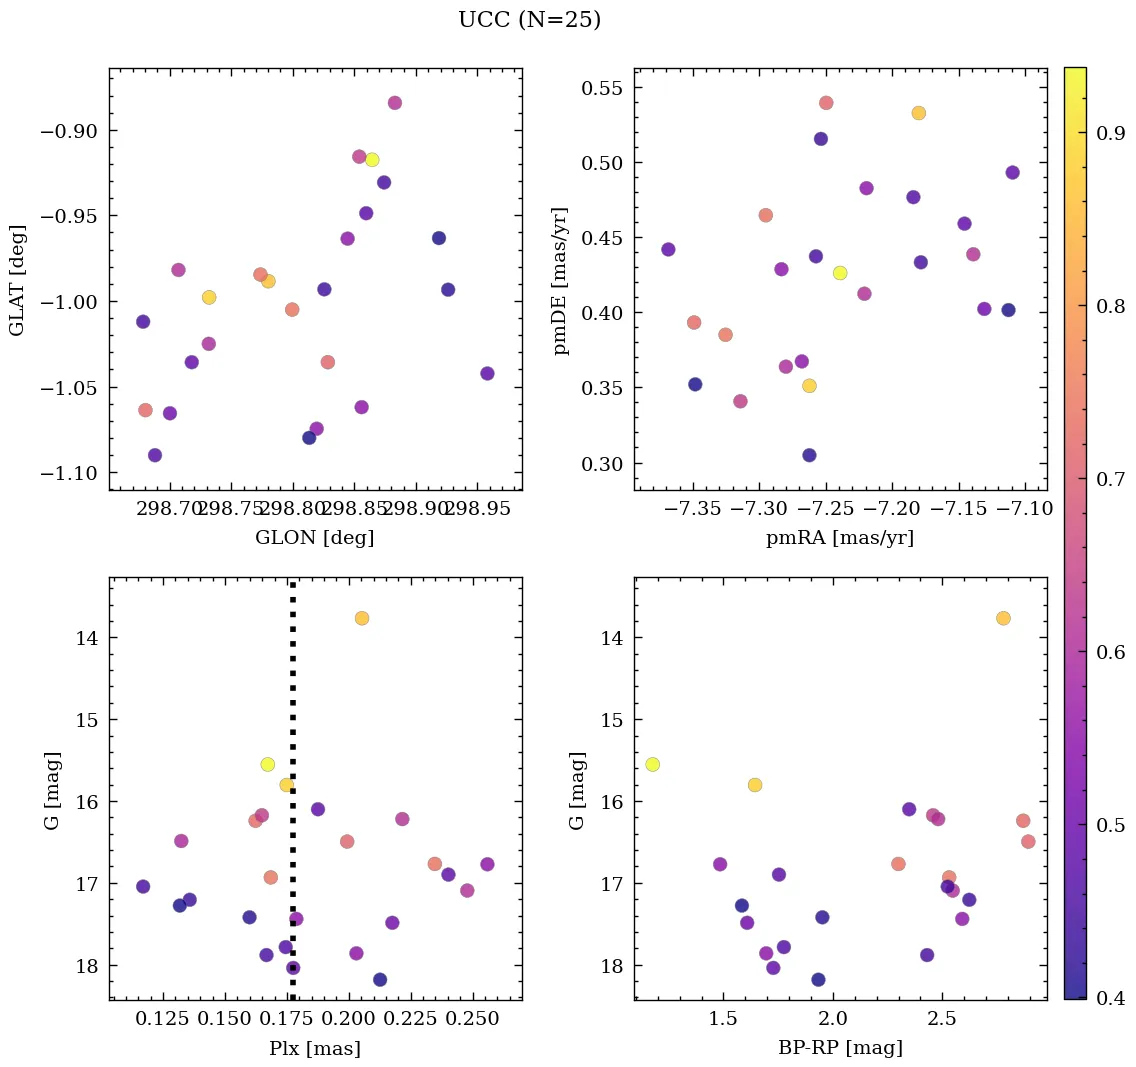 UCC (N=25)
−0.90
−0.95
−1.00
−1.05
−1.10
GLAT [deg]
298.70 298.75 298.80 298.85 298.90 298.95
GLON [deg]
0.55
0.50
0.45
0.40
0.35
0.30
pmDE [mas/yr]
−7.35 −7.30 −7.25 −7.20 −7.15 −7.10
pmRA [mas/yr]
14
15
16
17
18
G [mag]
0.125 0.150 0.175 0.200 0.225 0.250
Plx [mas]
14
15
16
17
18
G [mag]
1.5 2.0 2.5
BP-RP [mag]
0.9
0.8
0.7
0.6
0.5
0.4